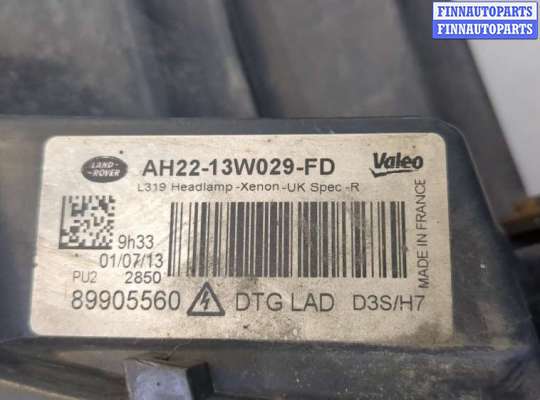 FINNAUTOPARTS
FINNAUTOPARTS
LAND-
ROVER
AH22-13W029-FD
Valeo
L319 Headlamp -Xenon -UK Spec -R
9h33
01/07/13
PU2 2850
MADE IN FRANCE
89905560 DTG LAD D3S/H7